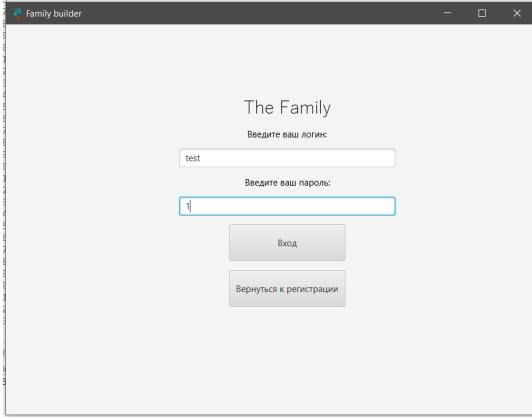 Family builder
The Family
Введите ваш логин:
test
Введите ваш пароль:
1
Вход
Вернуться к регистрации